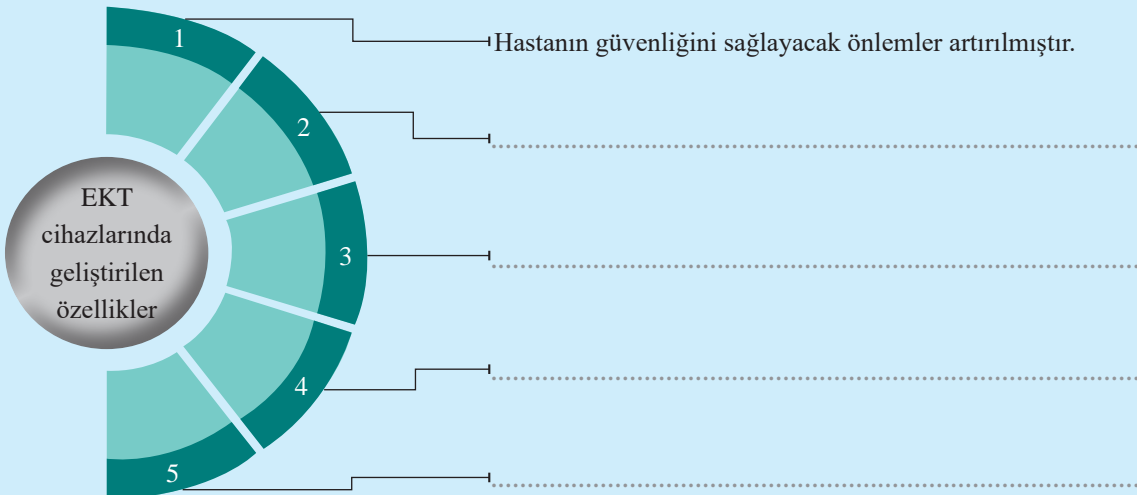 1
Hastanın güvenliğini sağlayacak önlemler artırılmıştır.
2
3
4
5
EKT
cihazlarında
geliştirilen
özellikler